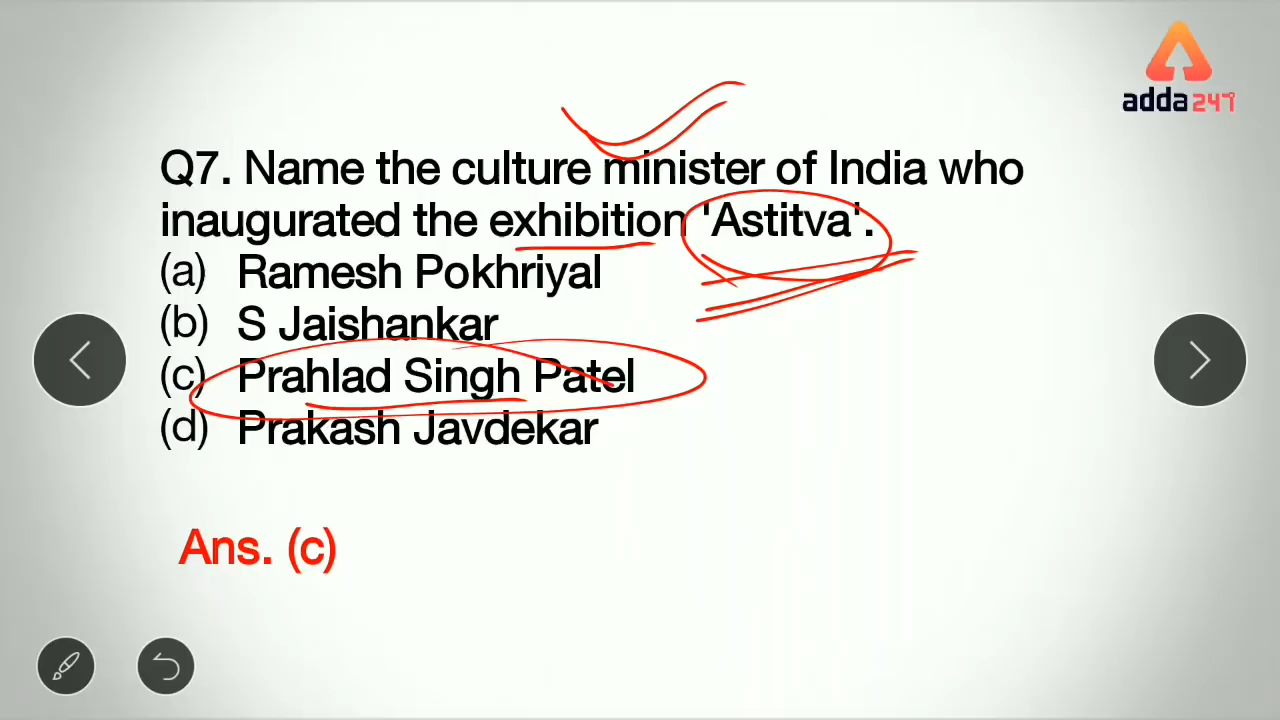 adda247
Q7. Name the culture minister of India who
inaugurated the exhibition 'Astitva'.
(a) Ramesh Pokhriyal
(b) S Jaishankar
(c) Prahlad Singh Patel
(d) Prakash Javdekar
Ans. (c)